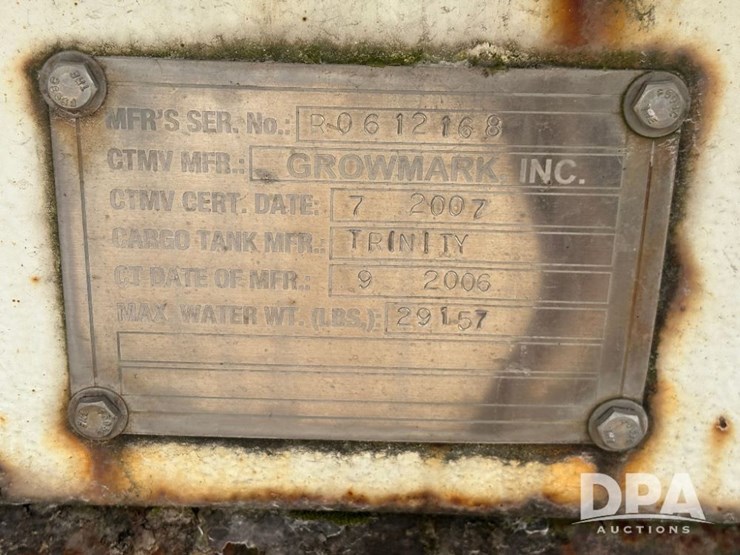 MFR'S SER. No.: R0612168
CTMV MFR.: GROWMARK, INC.
CTMV CERT. DATE: 7 2007
CARGO TANK MFR.: TRINITY
CT DATE OF MFR.: 9 2006
MAX. WATER WT. (LBS,): 29157
DPA
AUCTIONS